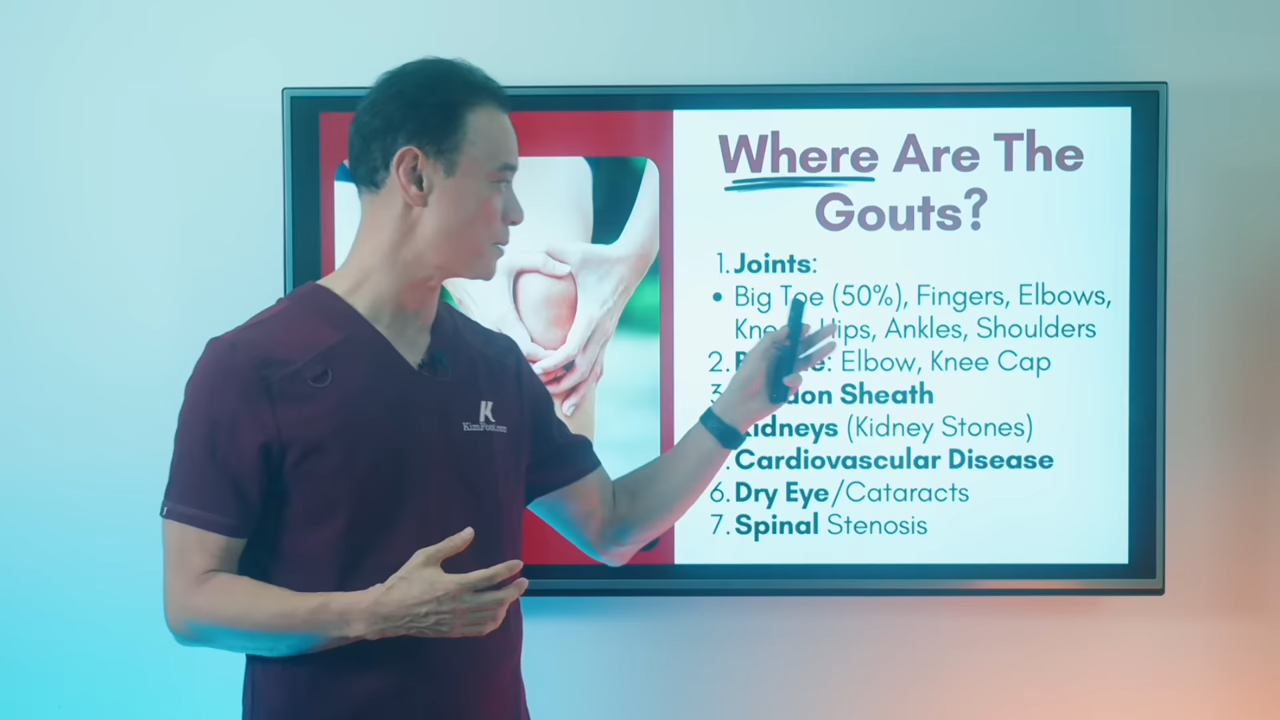 Where Are The
Gouts?
1. Joints:
• Big Toe (50%), Fingers, Elbows,
Hips, Ankles, Shoulders
2. Elbow, Knee Cap
3. Sheath
Kidneys (Kidney Stones)
Cardiovascular Disease
6. Dry Eye/Cataracts
7. Spinal Stenosis
K